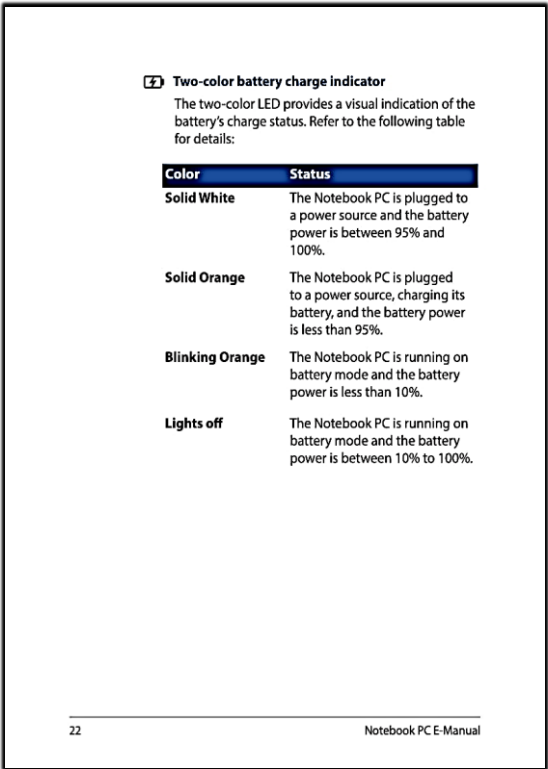 Two-color battery charge indicator
The two-color LED provides a visual indication of the
battery's charge status. Refer to the following table
for details:
Color Status
Solid White The Notebook PC is plugged to
a power source and the battery
power is between 95% and
100%.
Solid Orange The Notebook PC is plugged
to a power source, charging its
battery, and the battery power
is less than 95%.
Blinking Orange The Notebook PC is running on
battery mode and the battery
power is less than 10%.
Lights off The Notebook PC is running on
battery mode and the battery
power is between 10% to 100%.
22 Notebook PC E-Manual